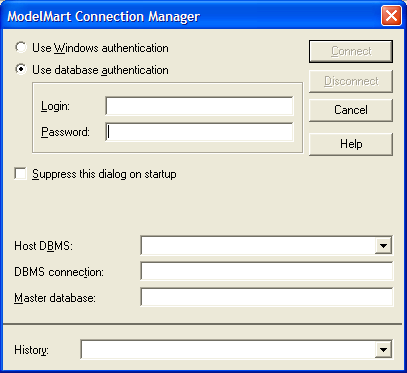 ModelMart Connection Manager
Use Windows authentication
Connect
Use database authentication
Disconnect
Login:
Cancel
Password:
Help
Suppress this dialog on startup
Host DBMS:
DBMS connection:
Master database:
History: